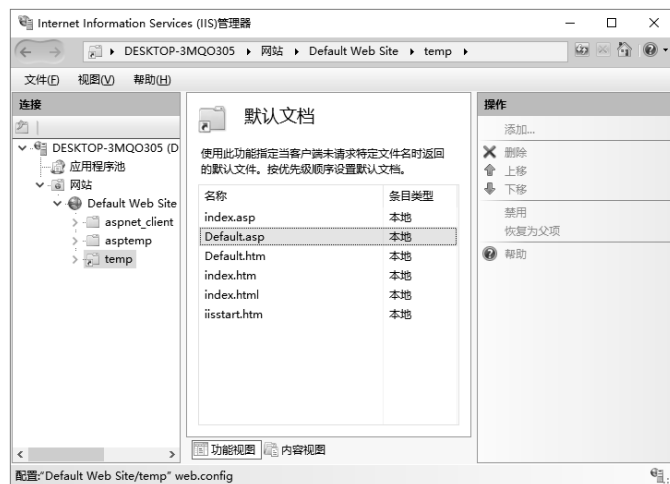 Internet Information Services (IIS)管理器
DESKTOP-3MQO305 网站 Default Web Site temp
文件(F) 视图(V) 帮助(H)
连接
DESKTOP-3MQO305 (D
应用程序池
网站
Default Web Site
aspnet_client
asptemp
temp
默认文档
使用此功能指定当客户端未请求特定文件名时返回
的默认文件。按优先级顺序设置默认文档。
名称 条目类型
index.asp 本地
Default.asp 本地
Default.htm 本地
index.htm 本地
index.html 本地
iisstart.htm 本地
功能视图 内容视图
操作
添加...
删除
上移
下移
禁用
恢复为父项
帮助
配置:"Default Web Site/temp" web.config